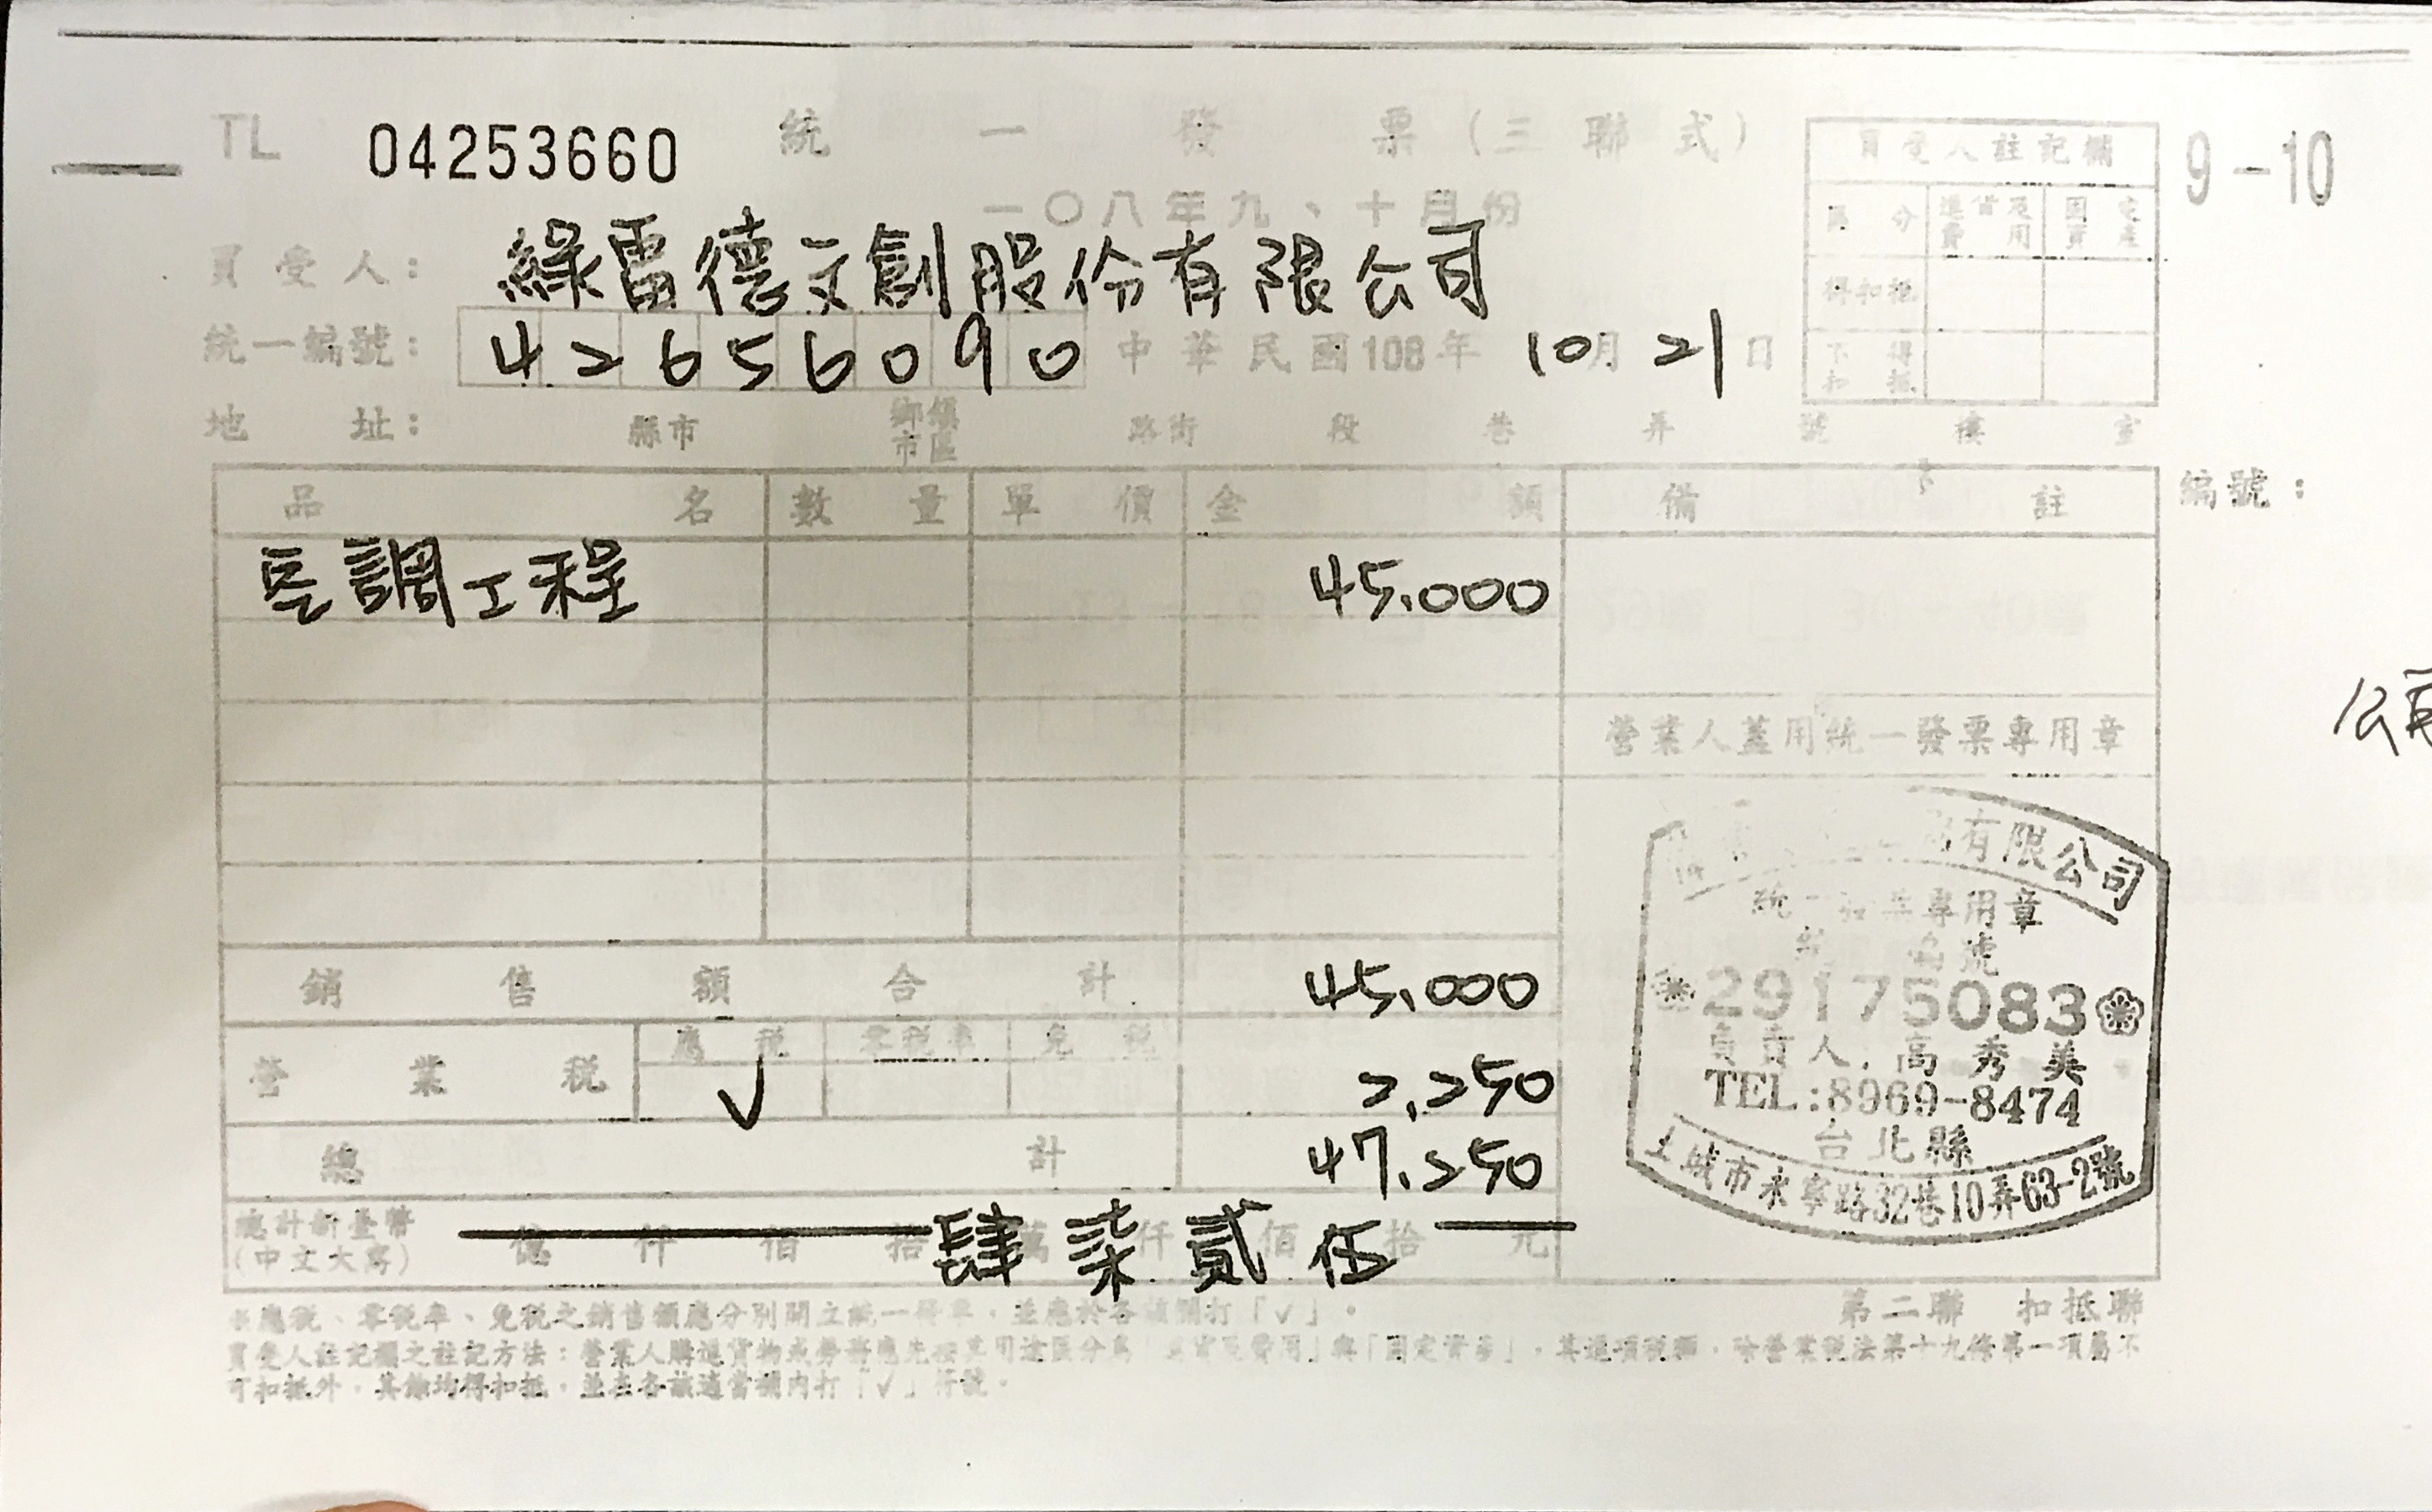 TL 04253660 統一發票(三聯式) 9-10
一〇八年九、十月份
買受人註記欄
區分 進貨及費用 固定資產
得扣抵
不得扣抵
買受人: 綠雷德文創股份有限公司
統一編號: 42656090 中華民國108年 10月 21日
地址: 縣市 鄉鎮市區 路街 段 巷 弄 號 樓 室
品名 數量 單價 金額 備註 編號:
空調工程 45,000
營業人蓋用統一發票專用章
有限公司
統一發票專用章
統一編號
29175083
負責人:高秀美
TEL:8969-8474
台北縣
土城市永寧路32巷10弄63-2號
銷售額合計 45,000
營業稅 應稅 ✓ 零稅率 免稅 2,250
總計 47,250
總計新臺幣(中文大寫) 億 仟 佰 拾 肆萬 柒仟 貳佰 伍拾 元
※應稅、零稅率、免稅之銷售額應分別開立統一發票,並應於各該欄打「✓」。
第二聯 扣抵聯
買受人註記欄之註記方法:營業人購進貨物或勞務應先按其用途區分為「進貨及費用」與「固定資產」,其進項稅額,除營業稅法第十九條第一項屬不
可扣抵外,其餘均得扣抵,並在各該適當欄內打「✓」符號。